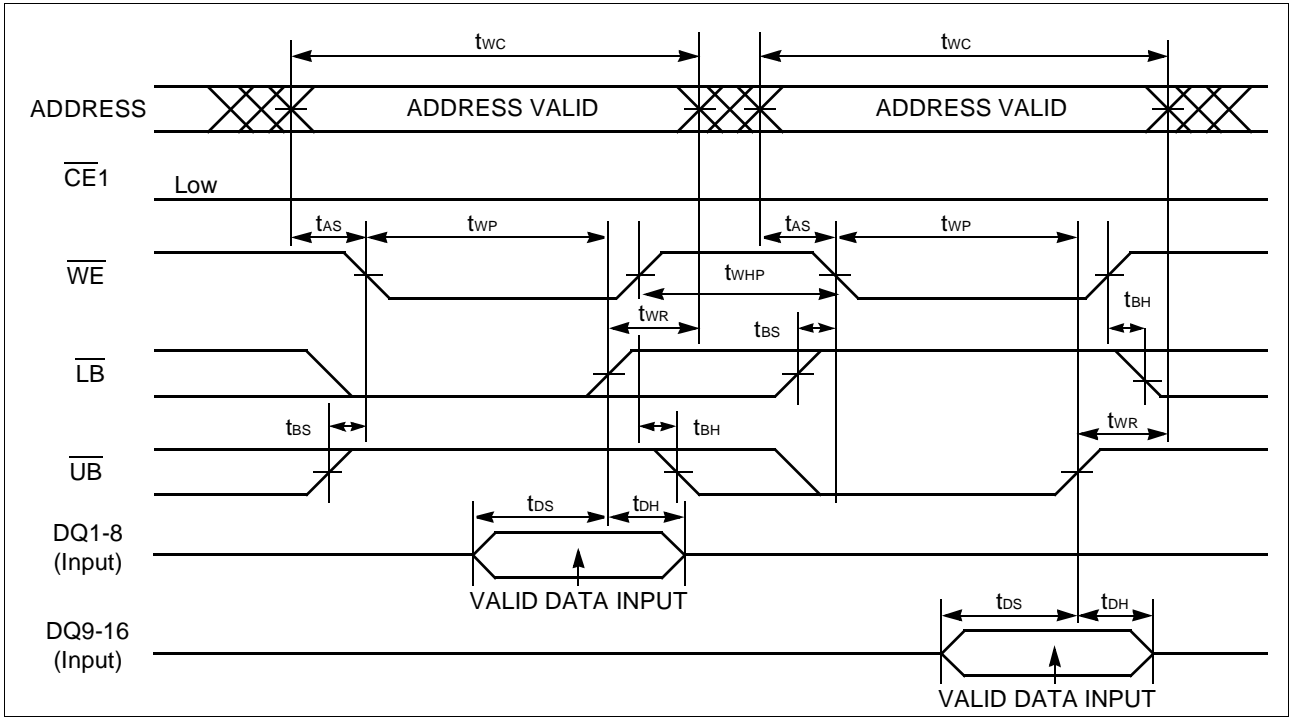 tWC tWC
ADDRESS ADDRESS VALID ADDRESS VALID
CE1 Low
tAS tWP tAS tWP
WE
tWHP tBH
tWR tBS
LB
tBS tBH tWR
UB
tDS tDH
DQ1-8
(Input)
VALID DATA INPUT
tDS tDH
DQ9-16
(Input)
VALID DATA INPUT